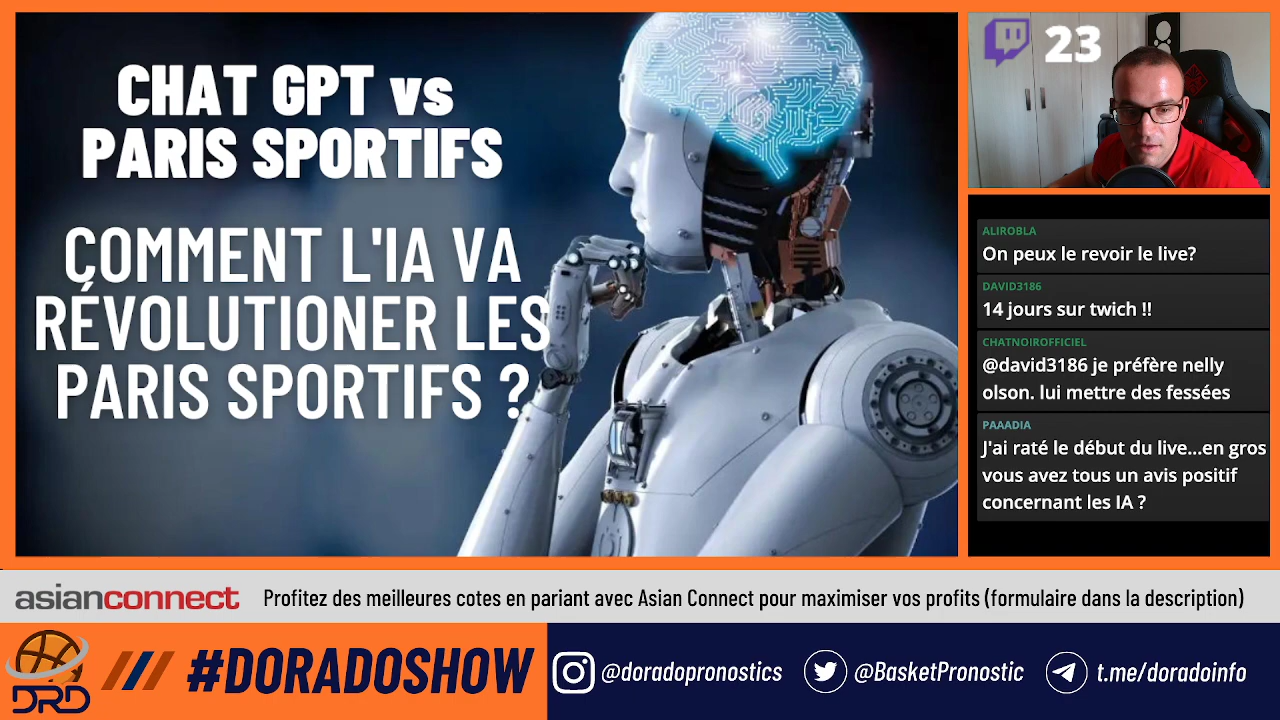 CHAT GPT vs
PARIS SPORTIFS
COMMENT L'IA VA
RÉVOLUTIONER LES
PARIS SPORTIFS ?
23
ALIROBLA
On peux le revoir le live?
DAVID3186
14 jours sur twich !!
CHATNOIROFFICIEL
@david3186 je préfère nelly
olson. lui mettre des fessées
PAAADIA
J'ai raté le début du live...en gros
vous avez tous un avis positif
concernant les IA ?
asianconnect Profitez des meilleures cotes en pariant avec Asian Connect pour maximiser vos profits (formulaire dans la description)
DRD
#DORADOSHOW
@doradopronostics
@BasketPronostic
t.me/doradoinfo